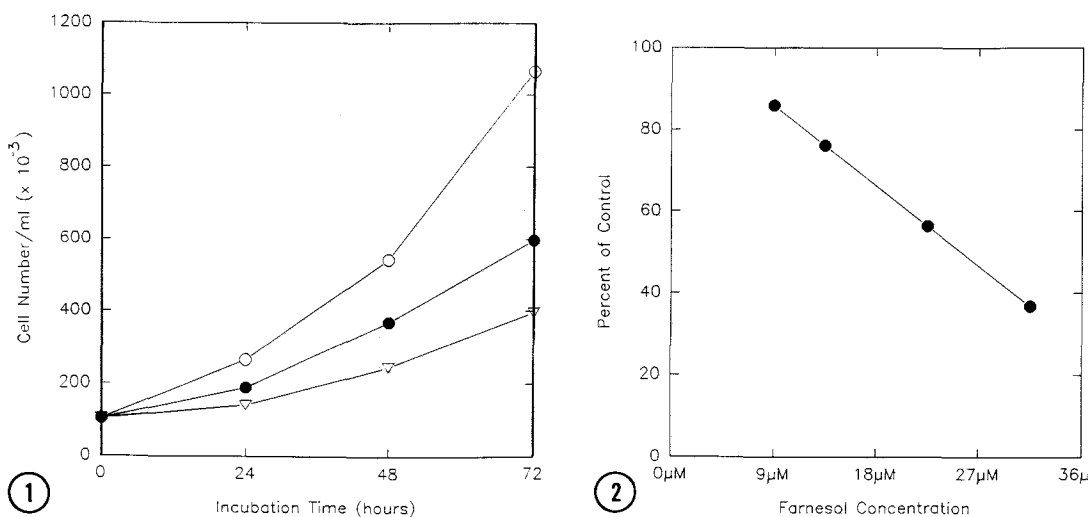 1200
1000
800
600
400
200
0
Cell Number/ml (x 10⁻³)
0
24
48
72
Incubation Time (hours)
1
100
80
60
40
20
0
Percent of Control
0µM
9µM
18µM
27µM
36µ
Farnesol Concentration
2